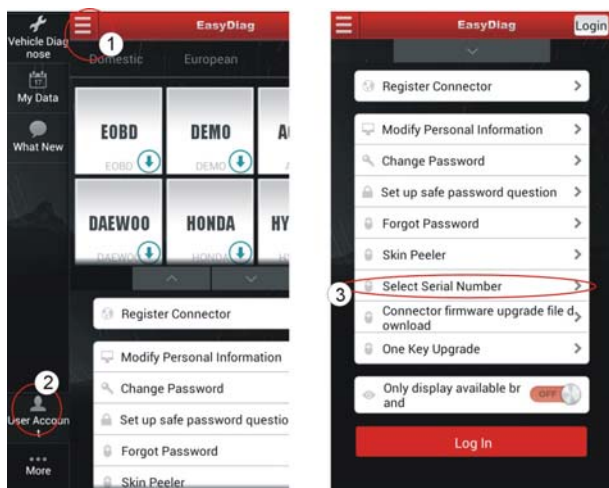 EasyDiag
1
Vehicle Diag
nose
Domestic European
17
My Data
What New
EOBD DEMO A
EOBD DEMO
DAEWOO HONDA HY
DAEWOO HONDA
Register Connector
Modify Personal Information
Change Password
2
User Accoun
t
Set up safe password questio
Forgot Password
More
Skin Peeler
EasyDiag Login
Register Connector
Modify Personal Information
Change Password
Set up safe password question
Forgot Password
Skin Peeler
3
Select Serial Number
Connector firmware upgrade file d
ownload
One Key Upgrade
Only display available br
and
OFF
Log In